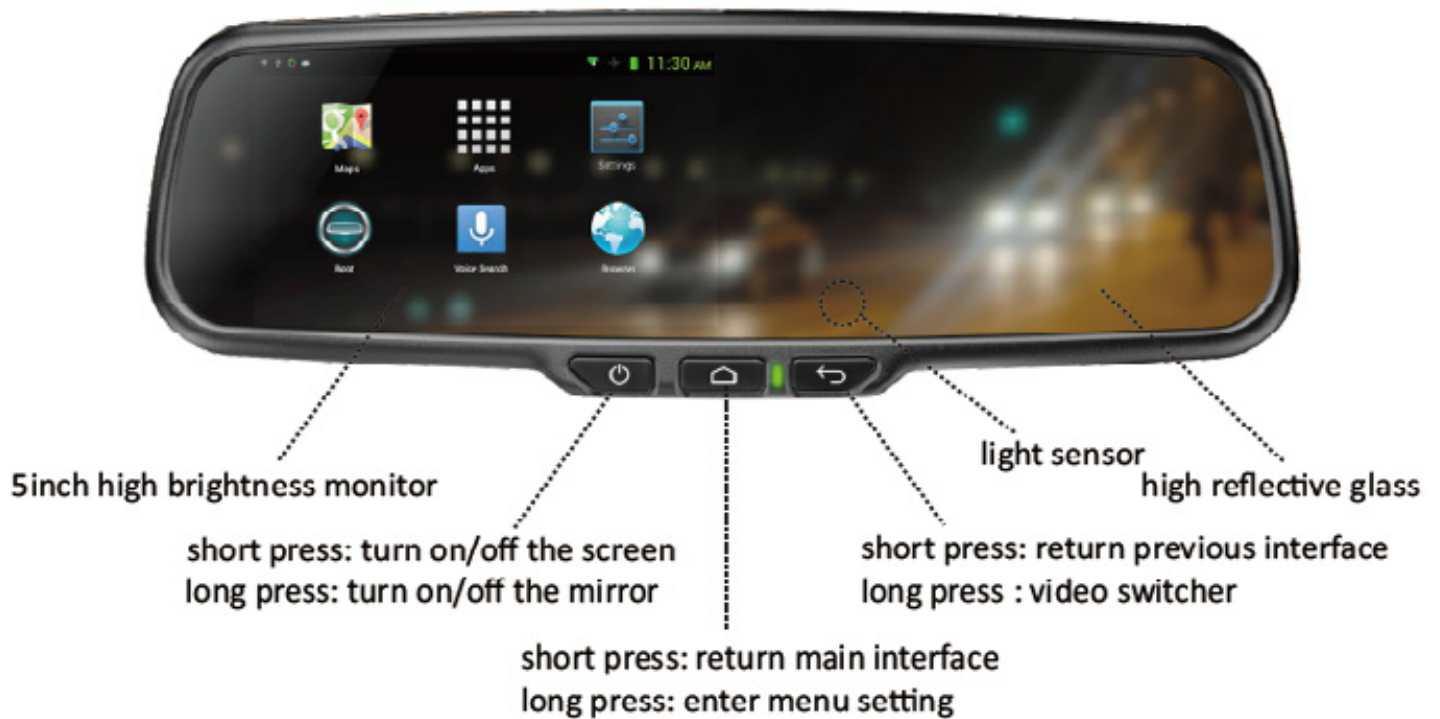 11:30 AM
Maps
Apps
Settings
Root
Voice Search
Browser
5inch high brightness monitor
light sensor
high reflective glass
short press: turn on/off the screen
long press: turn on/off the mirror
short press: return previous interface
long press : video switcher
short press: return main interface
long press: enter menu setting